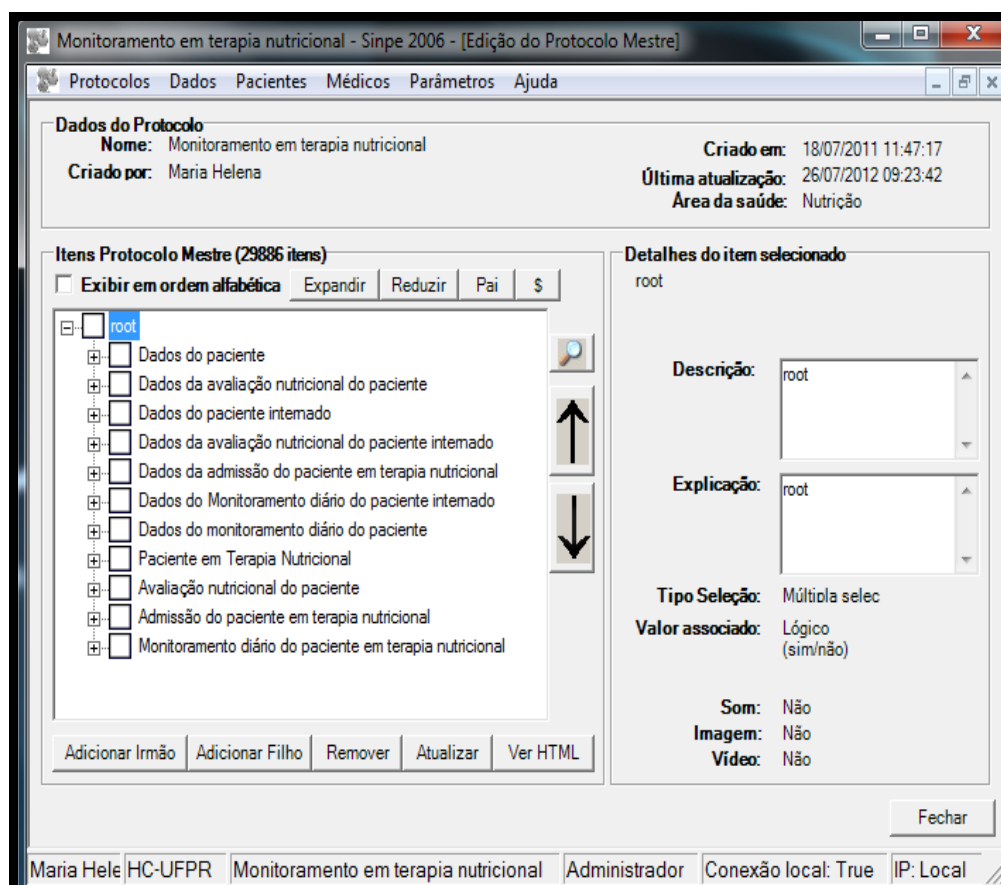 Monitoramento em terapia nutricional - Sinpe 2006 - [Edição do Protocolo Mestre]
Protocolos Dados Pacientes Médicos Parâmetros Ajuda
Dados do Protocolo
Nome: Monitoramento em terapia nutricional
Criado por: Maria Helena
Criado em: 18/07/2011 11:47:17
Última atualização: 26/07/2012 09:23:42
Área da saúde: Nutrição
Itens Protocolo Mestre (29886 itens)
Exibir em ordem alfabética Expandir Reduzir Pai $
root
Dados do paciente
Dados da avaliação nutricional do paciente
Dados do paciente internado
Dados da avaliação nutricional do paciente internado
Dados da admissão do paciente em terapia nutricional
Dados do Monitoramento diário do paciente internado
Dados do monitoramento diário do paciente
Paciente em Terapia Nutricional
Avaliação nutricional do paciente
Admissão do paciente em terapia nutricional
Monitoramento diário do paciente em terapia nutricional
Adicionar Irmão Adicionar Filho Remover Atualizar Ver HTML
Detalhes do item selecionado
root
Descrição: root
Explicação: root
Tipo Seleção: Múltipla selec
Valor associado: Lógico
(sim/não)
Som: Não
Imagem: Não
Vídeo: Não
Fechar
Maria Hele HC-UFPR Monitoramento em terapia nutricional Administrador Conexão local: True IP: Local